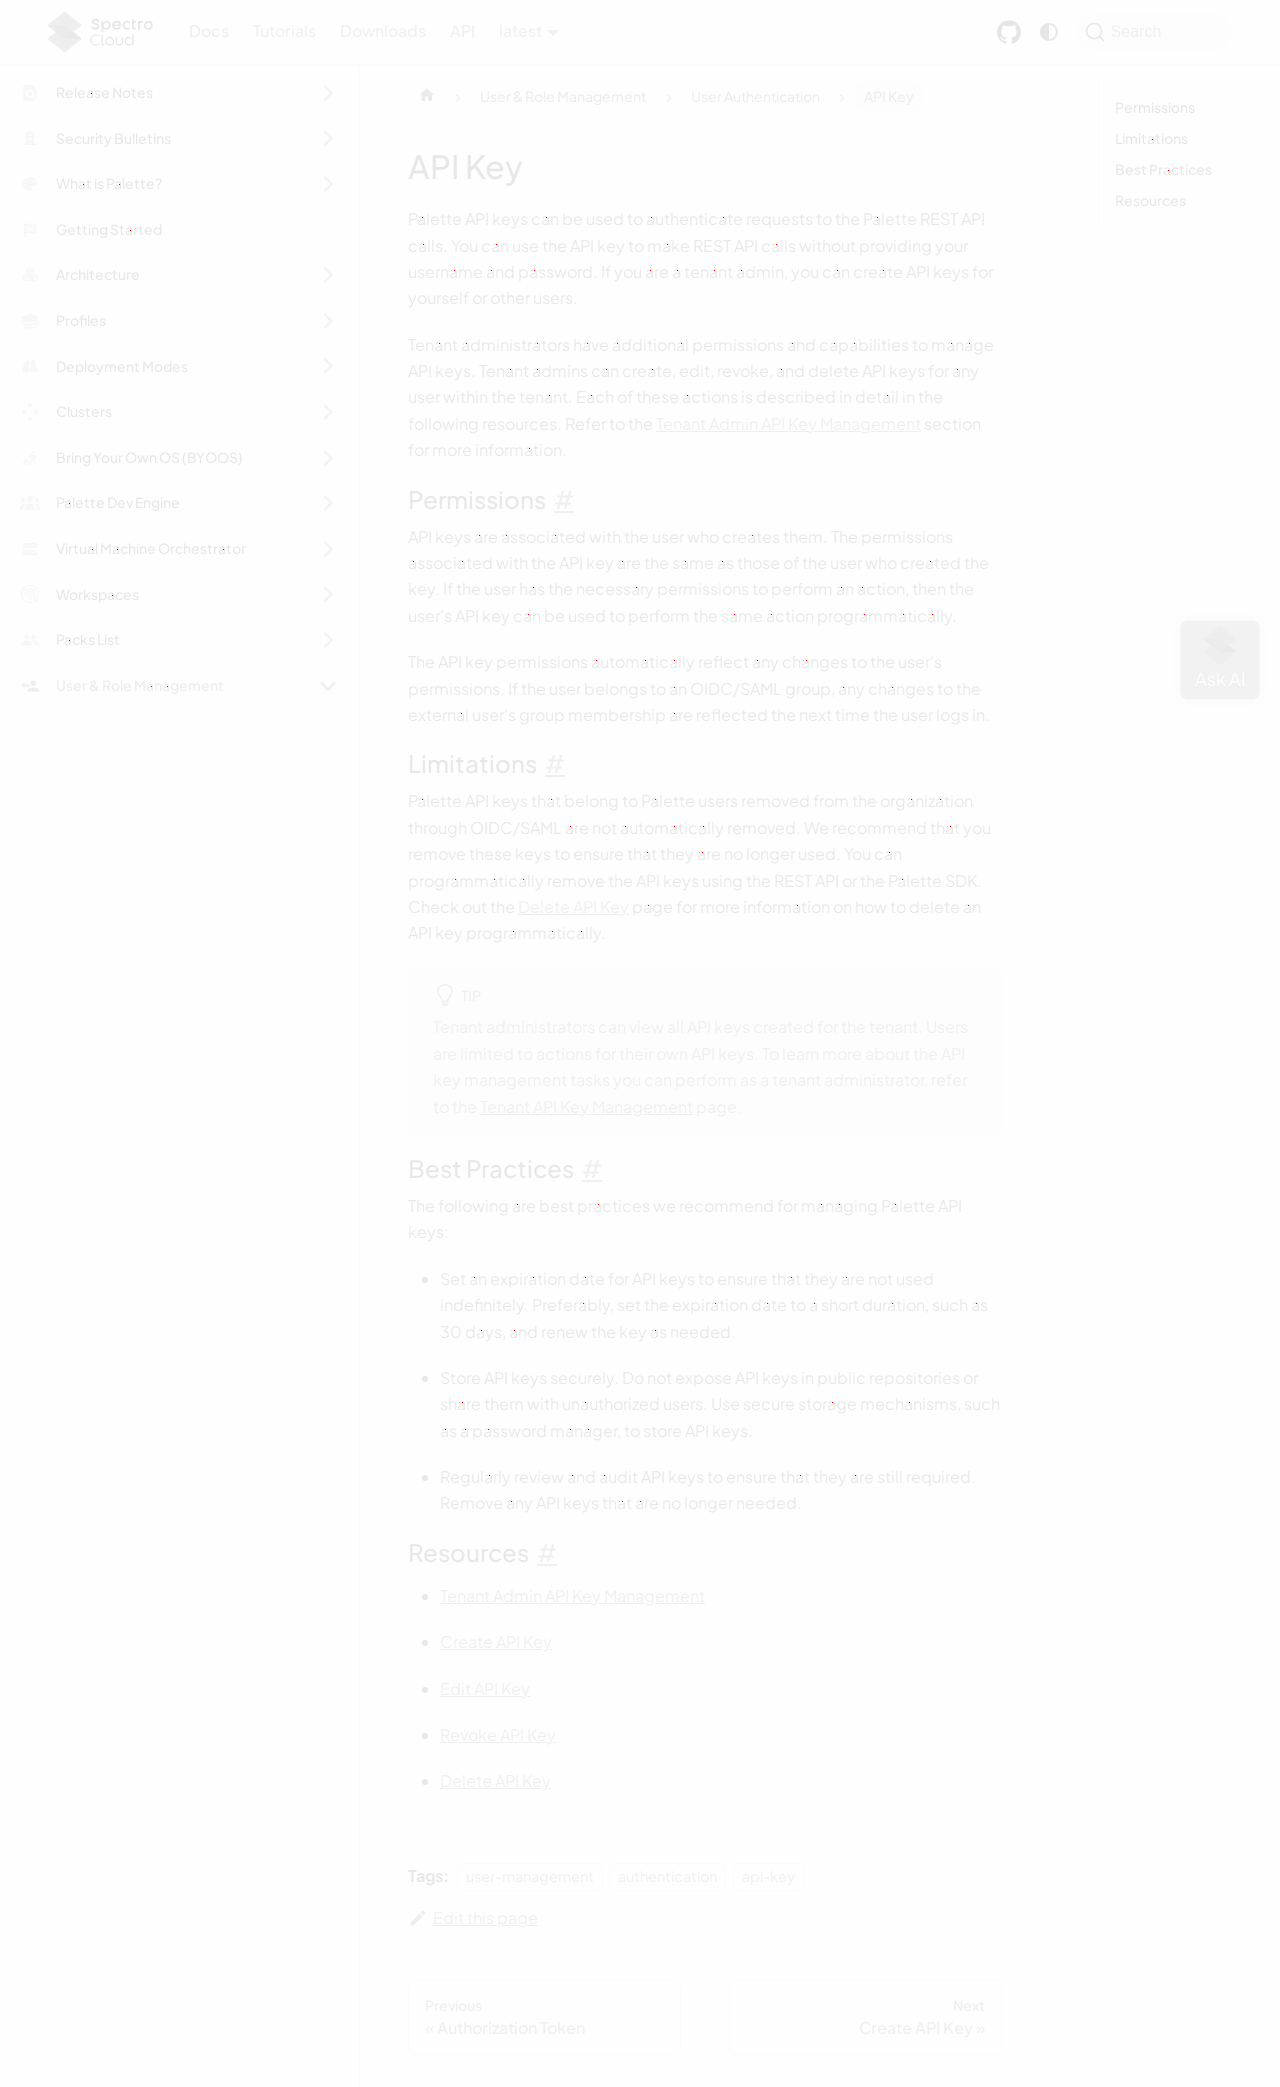 Spectro
Cloud
Docs
Tutorials
Downloads
API
latest
Search
Release Notes
Security Bulletins
What is Palette?
Getting Started
Architecture
Profiles
Deployment Modes
Clusters
Bring Your Own OS (BYOOS)
Palette Dev Engine
Virtual Machine Orchestrator
Workspaces
Packs List
User & Role Management
User & Role Management
User Authentication
API Key
API Key
Palette API keys can be used to authenticate requests to the Palette REST API
calls. You can use the API key to make REST API calls without providing your
username and password. If you are a tenant admin, you can create API keys for
yourself or other users.
Tenant administrators have additional permissions and capabilities to manage
API keys. Tenant admins can create, edit, revoke, and delete API keys for any
user within the tenant. Each of these actions is described in detail in the
following resources. Refer to the Tenant Admin API Key Management section
for more information.
Permissions #
API keys are associated with the user who creates them. The permissions
associated with the API key are the same as those of the user who created the
key. If the user has the necessary permissions to perform an action, then the
user's API key can be used to perform the same action programmatically.
The API key permissions automatically reflect any changes to the user's
permissions. If the user belongs to an OIDC/SAML group, any changes to the
external user's group membership are reflected the next time the user logs in.
Limitations #
Palette API keys that belong to Palette users removed from the organization
through OIDC/SAML are not automatically removed. We recommend that you
remove these keys to ensure that they are no longer used. You can
programmatically remove the API keys using the REST API or the Palette SDK.
Check out the Delete API Key page for more information on how to delete an
API key programmatically.
TIP
Tenant administrators can view all API keys created for the tenant. Users
are limited to actions for their own API keys. To learn more about the API
key management tasks you can perform as a tenant administrator, refer
to the Tenant API Key Management page.
Best Practices #
The following are best practices we recommend for managing Palette API
keys:
Set an expiration date for API keys to ensure that they are not used
indefinitely. Preferably, set the expiration date to a short duration, such as
30 days, and renew the key as needed.
Store API keys securely. Do not expose API keys in public repositories or
share them with unauthorized users. Use secure storage mechanisms, such
as a password manager, to store API keys.
Regularly review and audit API keys to ensure that they are still required.
Remove any API keys that are no longer needed.
Resources #
Tenant Admin API Key Management
Create API Key
Edit API Key
Revoke API Key
Delete API Key
Tags:
user-management
authentication
api-key
Edit this page
Previous
« Authorization Token
Next
Create API Key »
Permissions
Limitations
Best Practices
Resources
Ask AI